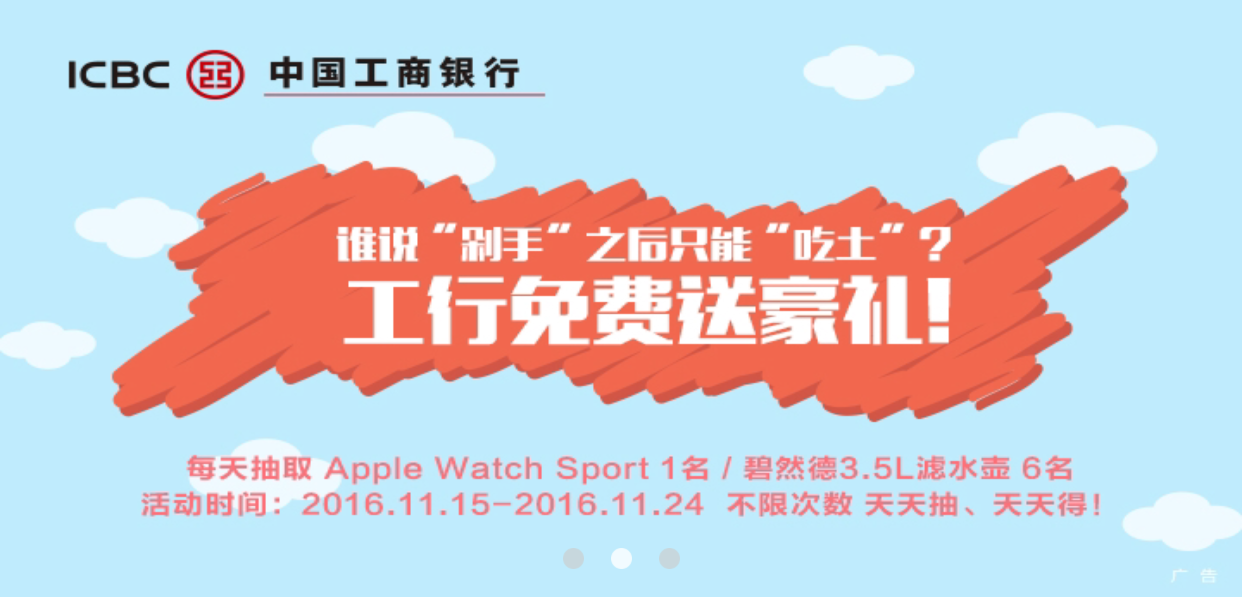 ICBC 中国工商银行
谁说“剁手”之后只能“吃土”？
工行免费送豪礼！
每天抽取 Apple Watch Sport 1名 / 碧然德3.5L滤水壶 6名
活动时间：2016.11.15-2016.11.24 不限次数 天天抽、天天得！
广告